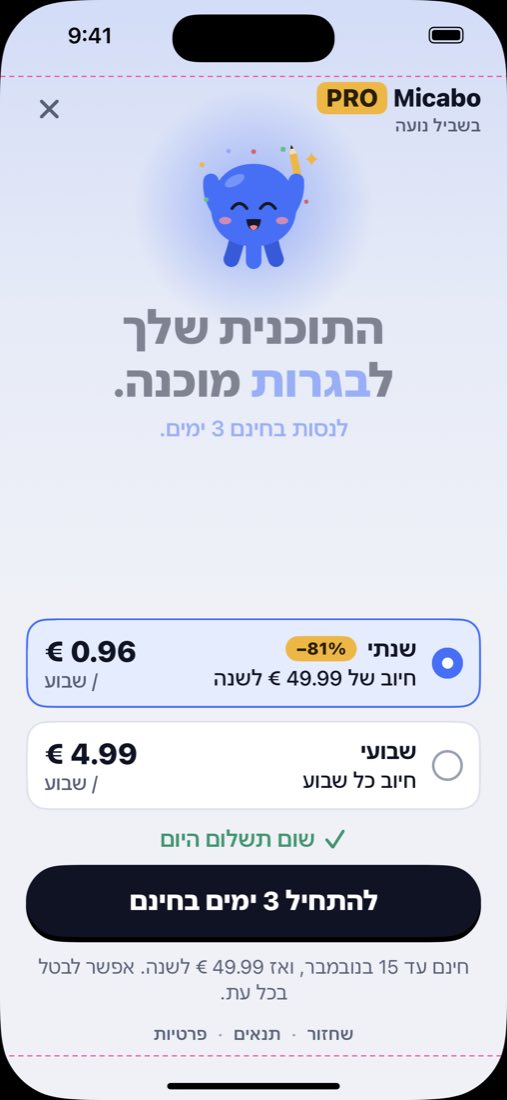 9:41
Micabo PRO
בשביל נועה
התוכנית שלך
לבגרות מוכנה.
לנסות בחינם 3 ימים.
שנתי −81%
חיוב של 49.99 € לשנה
0.96 €
/ שבוע
שבועי
חיוב כל שבוע
4.99 €
/ שבוע
שום תשלום היום
להתחיל 3 ימים בחינם
חינם עד 15 בנובמבר, ואז 49.99 € לשנה. אפשר לבטל
בכל עת.
שחזור · תנאים · פרטיות